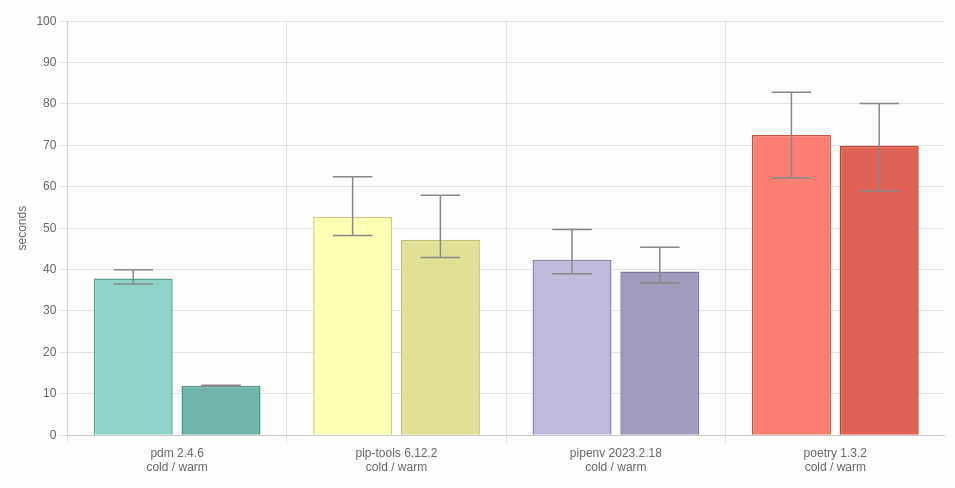 100
90
80
70
60
50
40
30
20
10
0
seconds
pdm 2.4.6
cold / warm
pip-tools 6.12.2
cold / warm
pipenv 2023.2.18
cold / warm
poetry 1.3.2
cold / warm